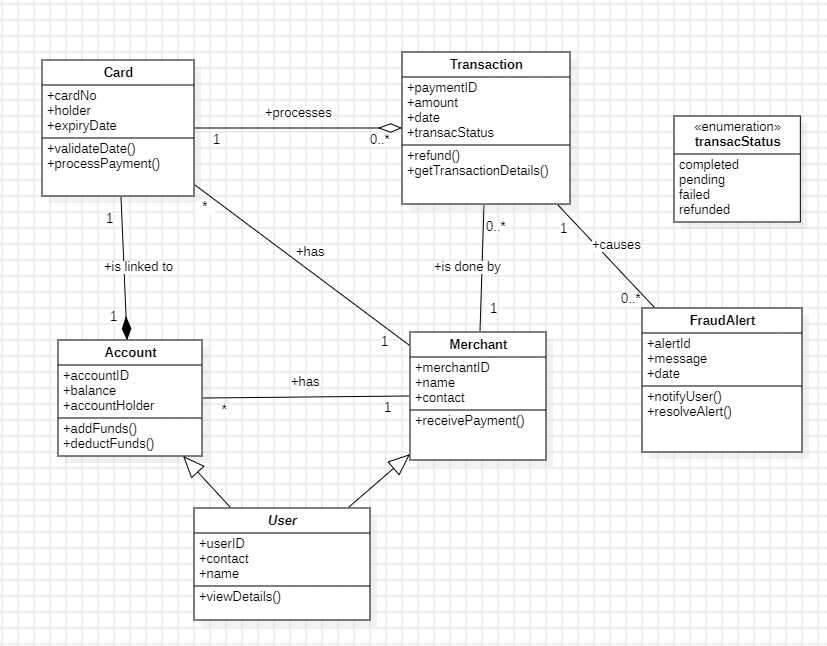 Card
+cardNo
+holder
+expiryDate
+validateDate()
+processPayment()
+processes
1
0..*
Transaction
+paymentID
+amount
+date
+transacStatus
+refund()
+getTransactionDetails()
«enumeration»
transacStatus
completed
pending
failed
refunded
1
+is linked to
1
*
+has
1
0..*
+is done by
1
1
+causes
0..*
Account
+accountID
+balance
+accountHolder
+addFunds()
+deductFunds()
+has
*
1
Merchant
+merchantID
+name
+contact
+receivePayment()
FraudAlert
+alertId
+message
+date
+notifyUser()
+resolveAlert()
User
+userID
+contact
+name
+viewDetails()